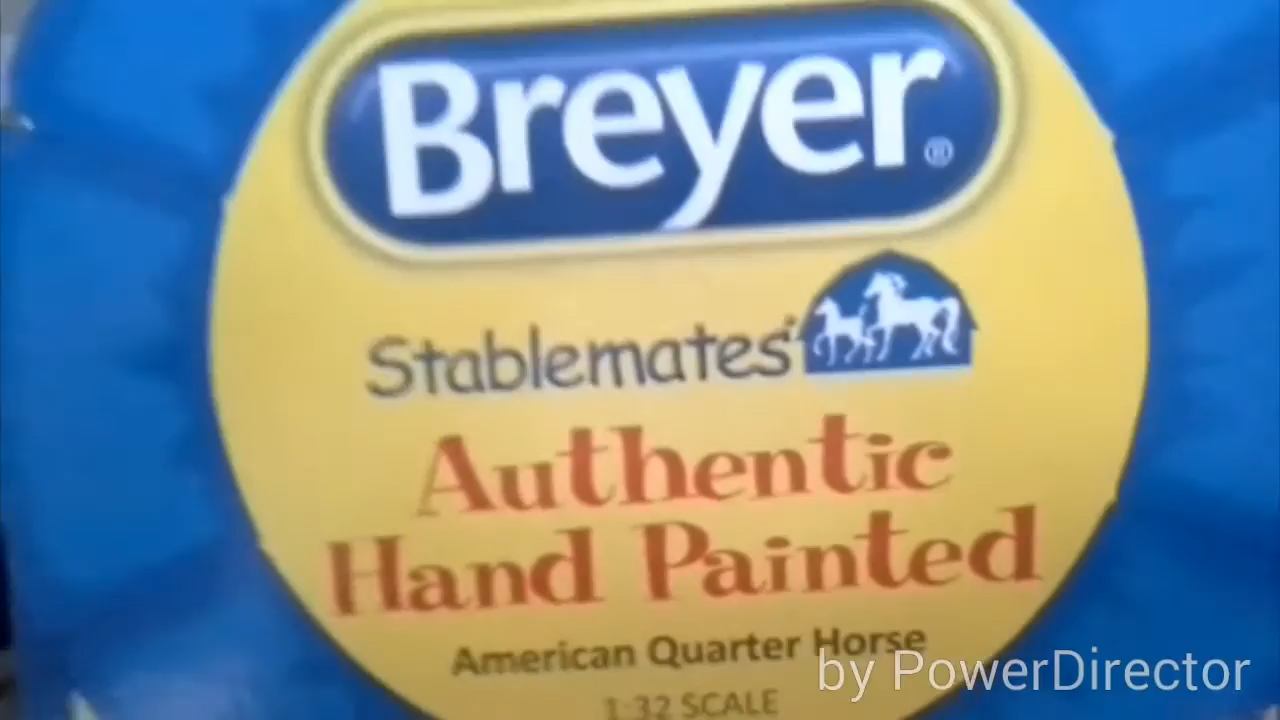 Breyer®
Stablemates®
Authentic
Hand Painted
American Quarter Horse
1:32 SCALE
by PowerDirector